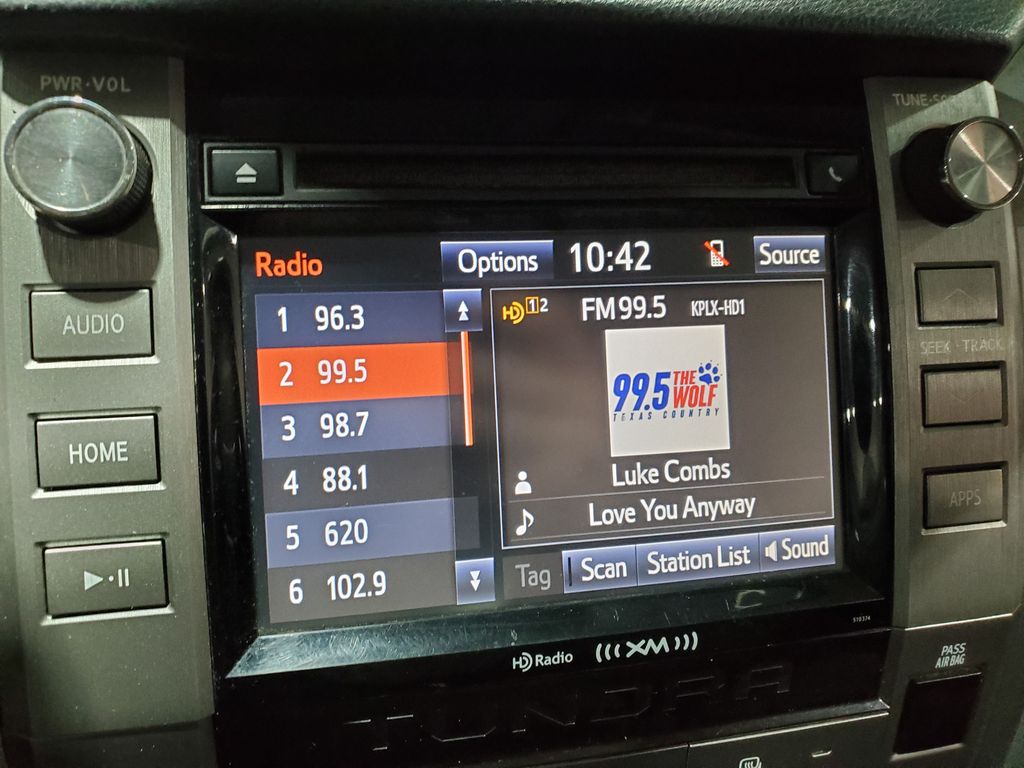 PWR·VOL
TUNE·SCROLL
Radio
Options
10:42
Source
1 96.3
2 99.5
3 98.7
4 88.1
5 620
6 102.9
HD 1 2
FM 99.5
KPLX-HD1
99.5 THE WOLF
TEXAS COUNTRY
Luke Combs
Love You Anyway
Tag
Scan
Station List
Sound
AUDIO
HOME
SEEK·TRACK
APPS
HD Radio
(((XM)))
510374
PASS
AIR BAG
TUNDRA